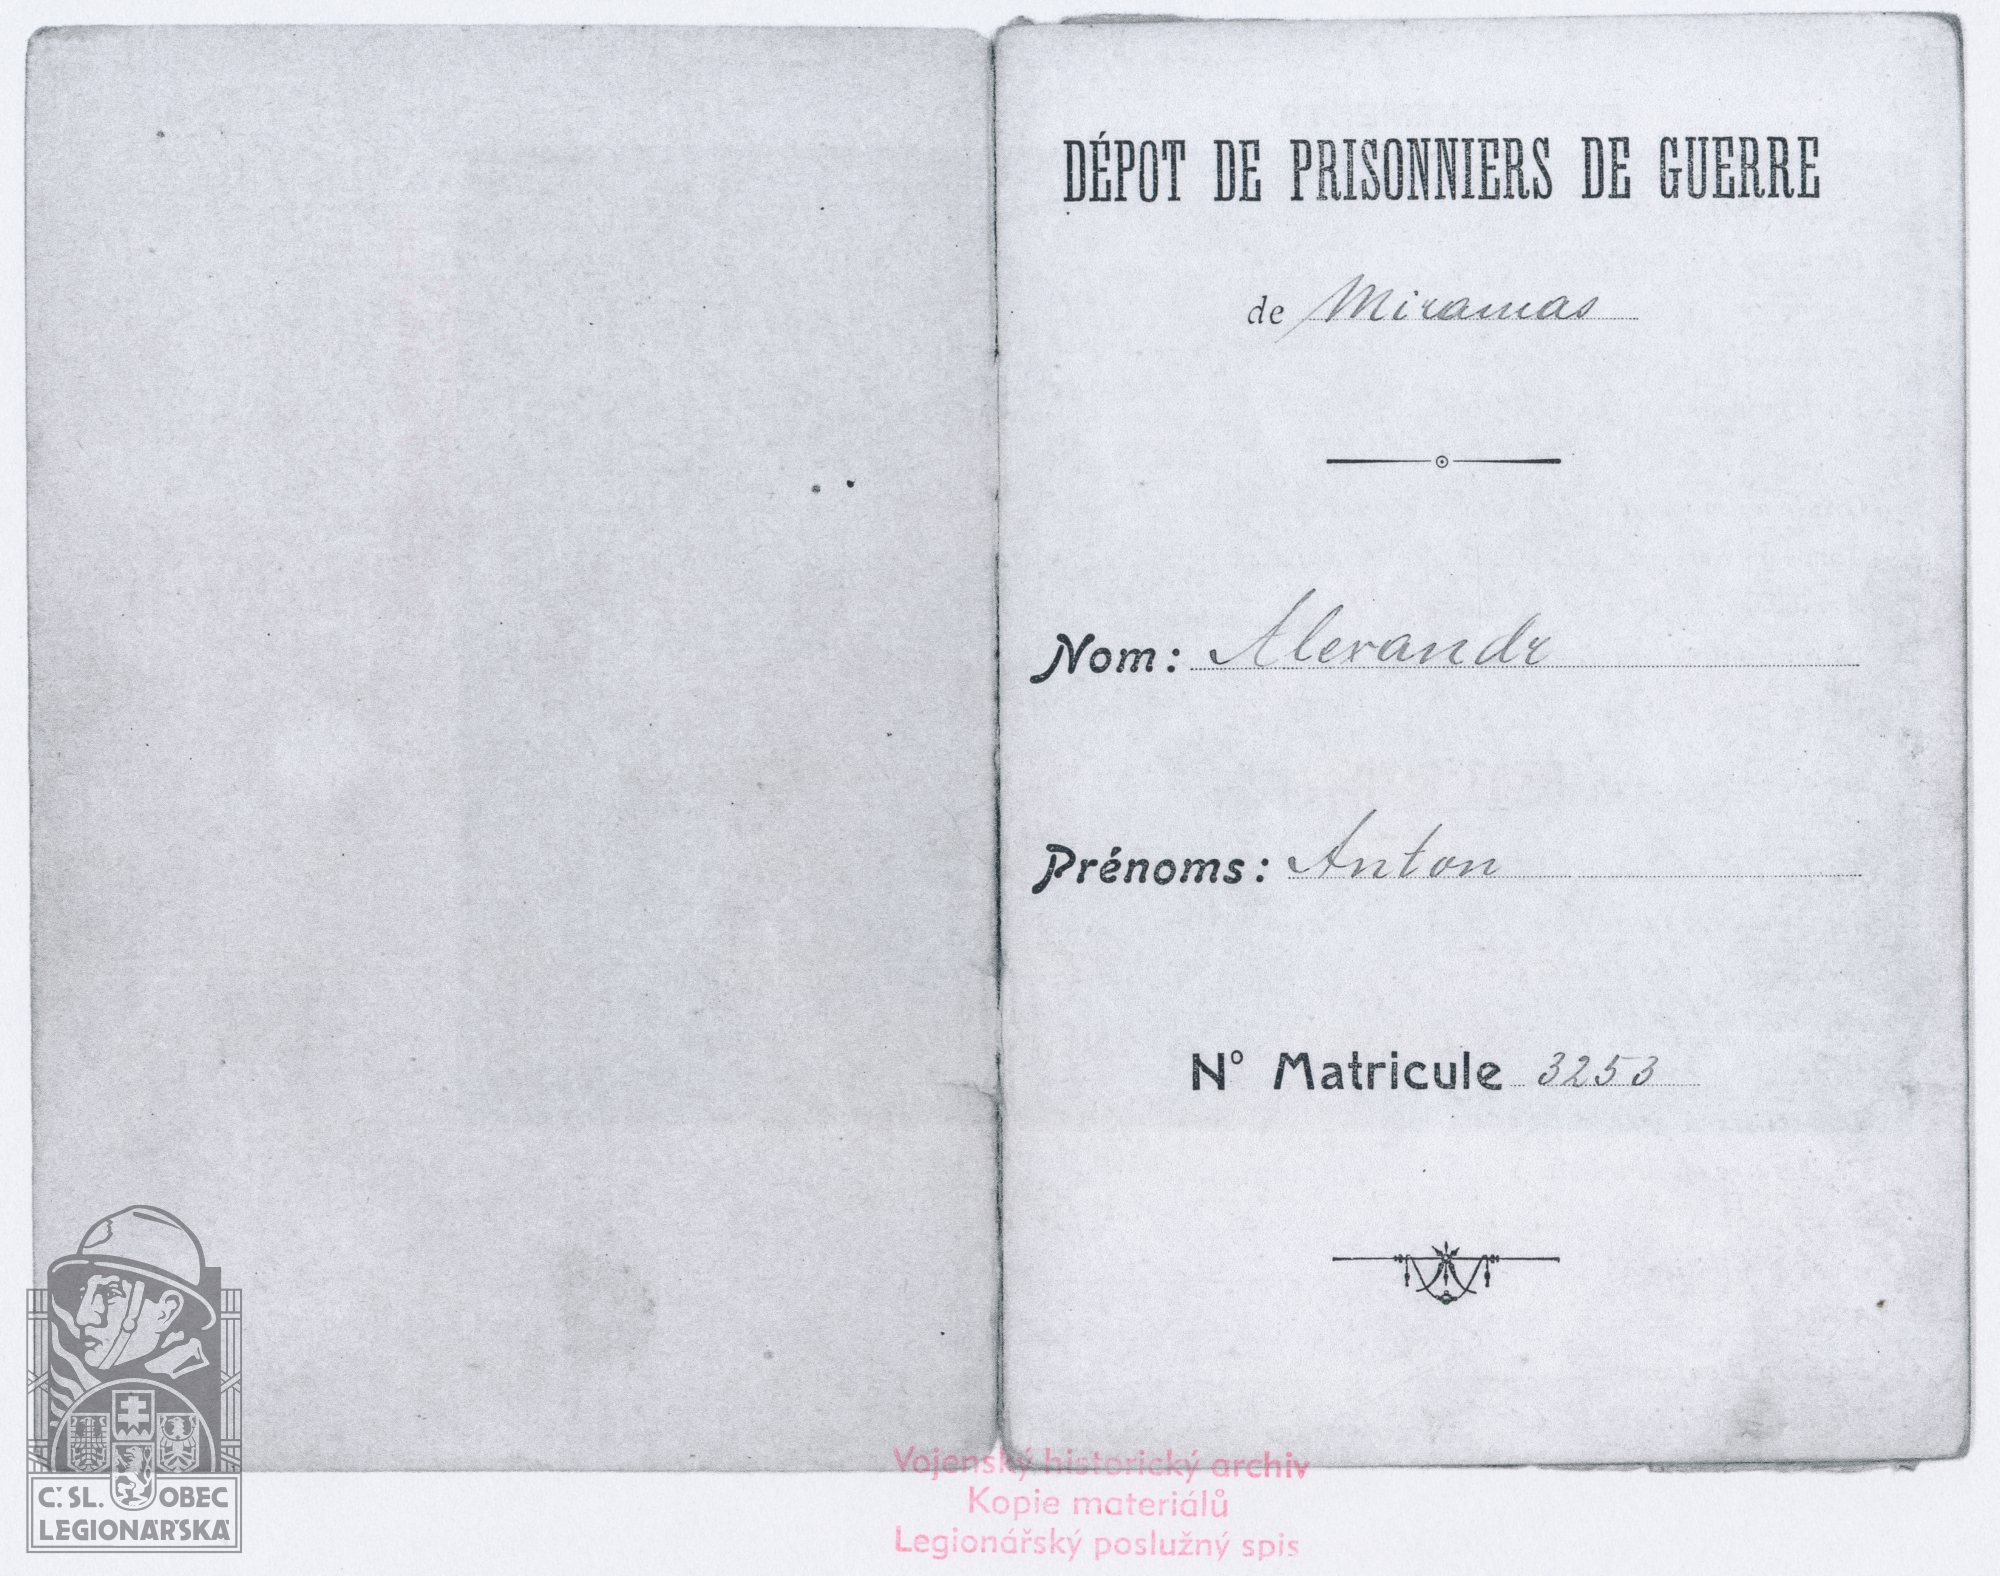 DÉPOT DE PRISONNIERS DE GUERRE
de Miramas
Nom: Alexandr
Prénoms: Anton
N° Matricule 3253
Vojenský historický archiv
Kopie materiálů
Legionářský poslužný spis
Č. SL. OBEC
LEGIONÁŘSKÁ